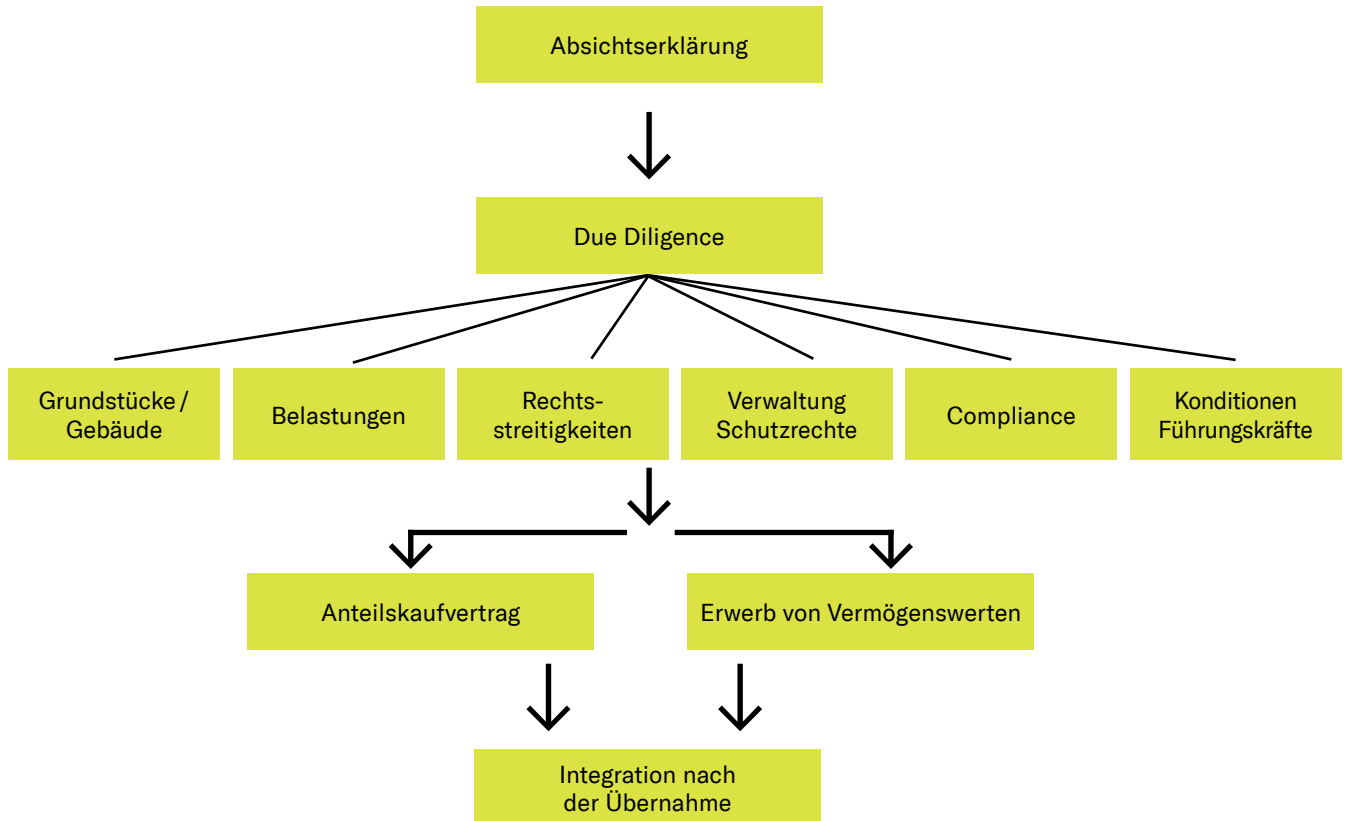 Absichtserklärung
Due Diligence
Grundstücke /
Gebäude
Belastungen
Rechts-
streitigkeiten
Verwaltung
Schutzrechte
Compliance
Konditionen
Führungskräfte
Anteilskaufvertrag
Erwerb von Vermögenswerten
Integration nach
der Übernahme